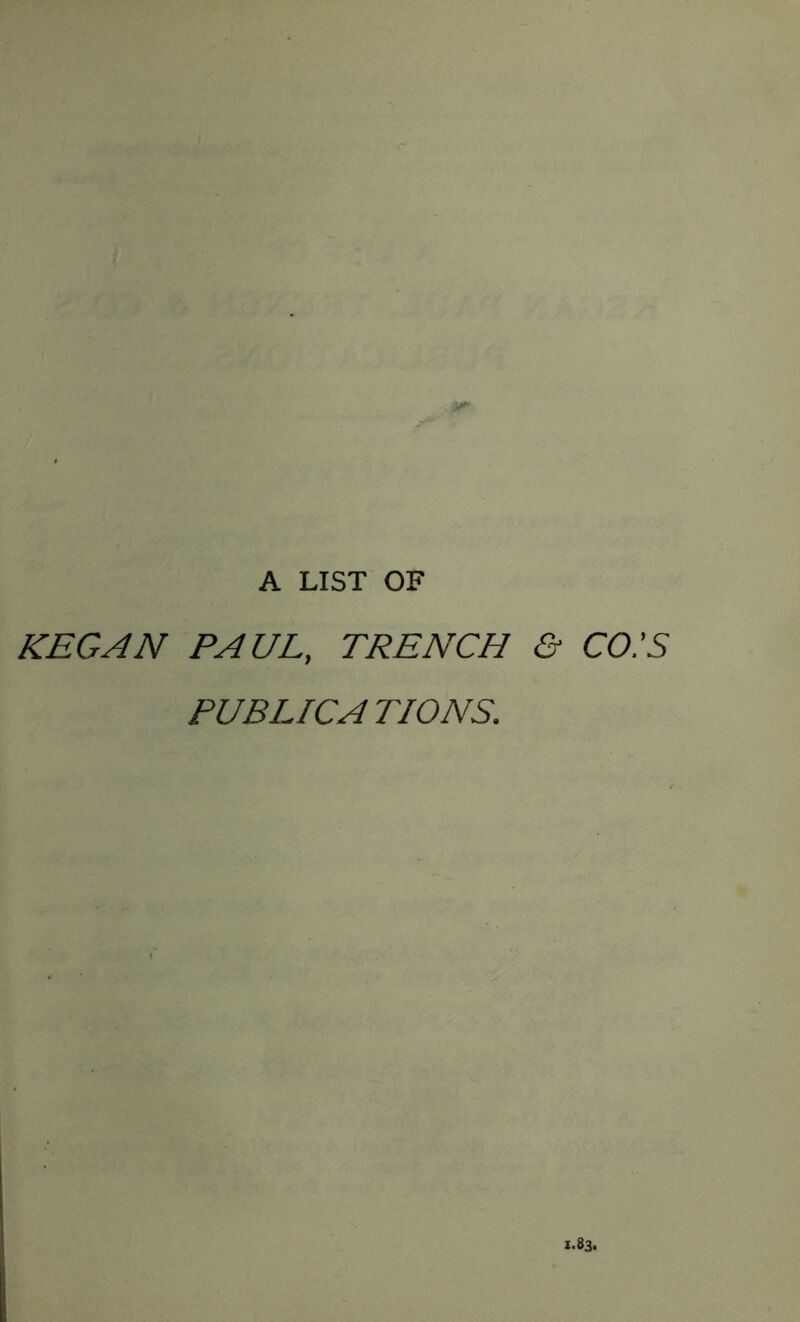 A LIST OF
KEGAN PAUL, TRENCH & CO.'S
PUBLICATIONS.
1.83.